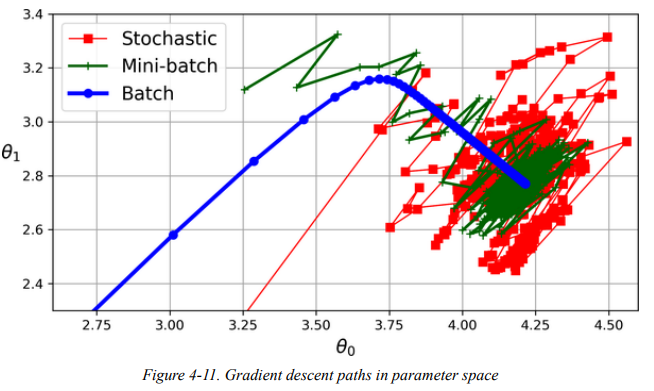 3.4
3.2
3.0
2.8
2.6
2.4
θ1
Stochastic
Mini-batch
Batch
2.75 3.00 3.25 3.50 3.75 4.00 4.25 4.50
θ0
Figure 4-11. Gradient descent paths in parameter space